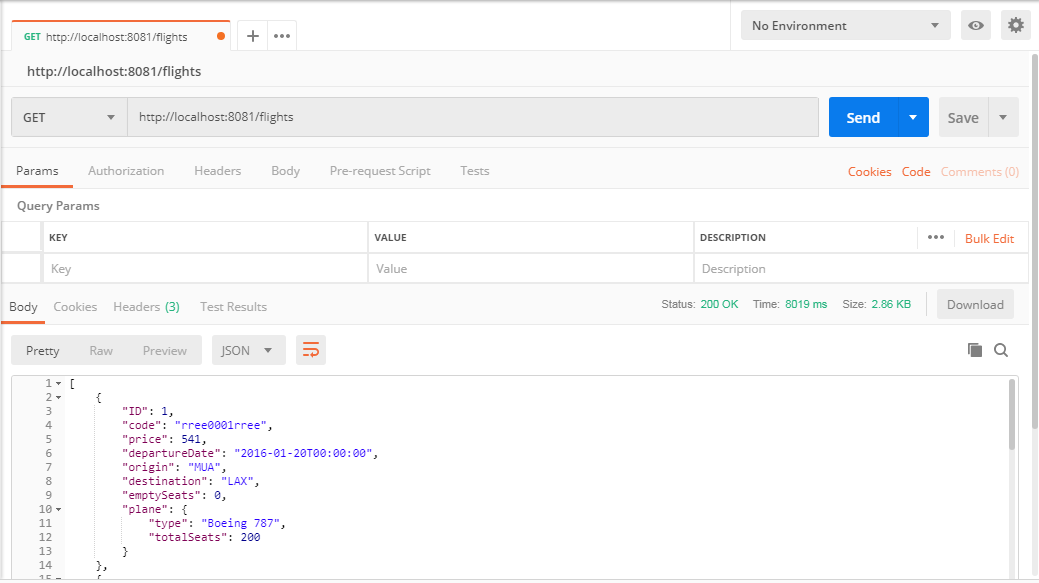 GET http://localhost:8081/flights
No Environment
http://localhost:8081/flights
GET http://localhost:8081/flights Send Save
Params Authorization Headers Body Pre-request Script Tests Cookies Code Comments (0)
Query Params
KEY VALUE DESCRIPTION Bulk Edit
Key Value Description
Body Cookies Headers (3) Test Results Status: 200 OK Time: 8019 ms Size: 2.86 KB Download
Pretty Raw Preview JSON
1 [
2 {
3 "ID": 1,
4 "code": "rree0001rree",
5 "price": 541,
6 "departureDate": "2016-01-20T00:00:00",
7 "origin": "MUA",
8 "destination": "LAX",
9 "emptySeats": 0,
10 "plane": {
11 "type": "Boeing 787",
12 "totalSeats": 200
13 }
14 },
15 {